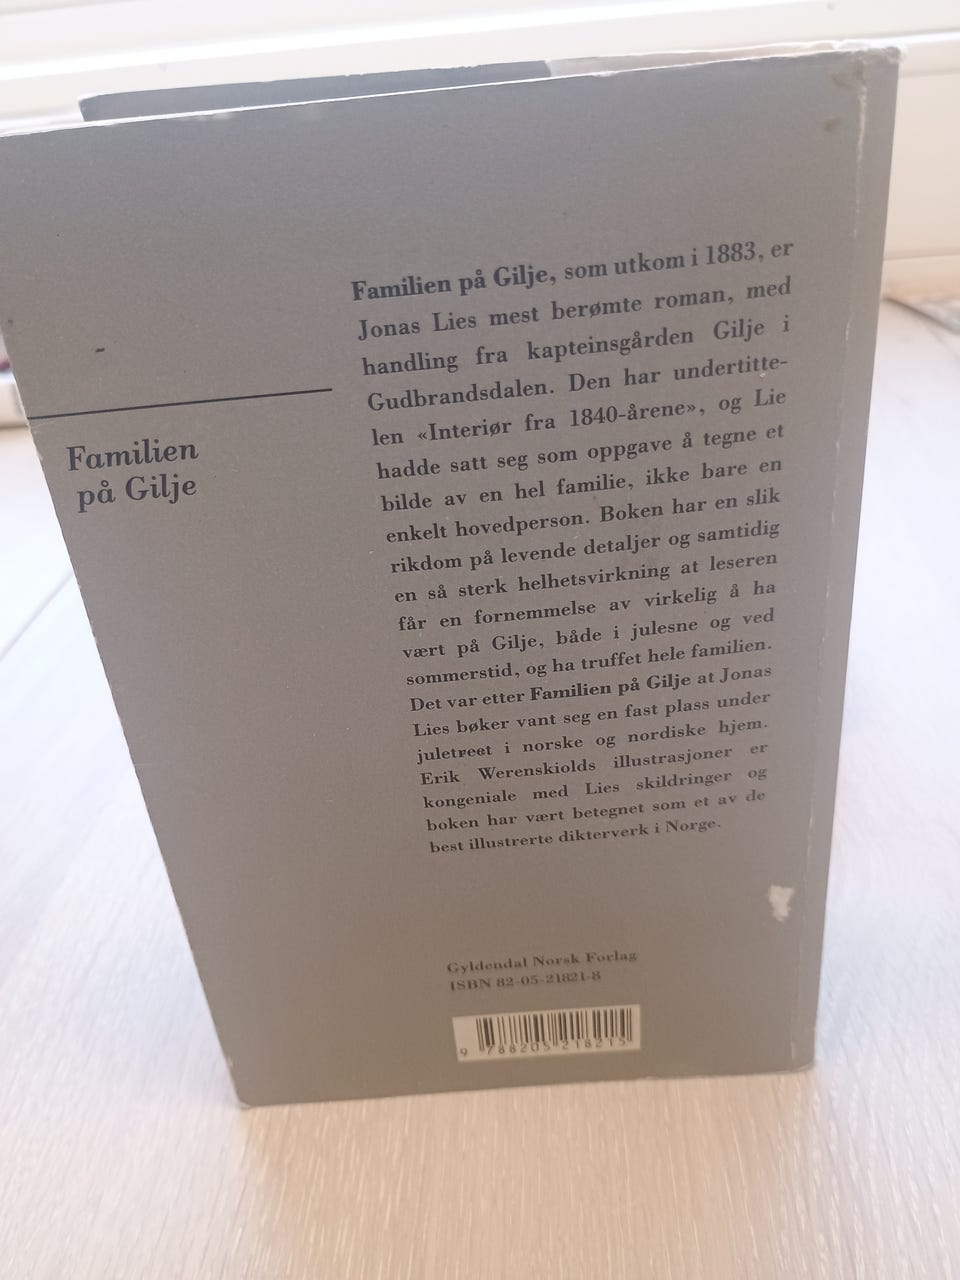 Familien
på Gilje
Familien på Gilje, som utkom i 1883, er
Jonas Lies mest berømte roman, med
handling fra kapteinsgården Gilje i
Gudbrandsdalen. Den har undertitte-
len «Interiør fra 1840-årene», og Lie
hadde satt seg som oppgave å tegne et
bilde av en hel familie, ikke bare en
enkelt hovedperson. Boken har en slik
rikdom på levende detaljer og samtidig
en så sterk helhetsvirkning at leseren
får en fornemmelse av virkelig å ha
vært på Gilje, både i julesne og ved
sommerstid, og ha truffet hele familien.
Det var etter Familien på Gilje at Jonas
Lies bøker vant seg en fast plass under
juletreet i norske og nordiske hjem.
Erik Werenskiolds illustrasjoner er
kongeniale med Lies skildringer og
boken har vært betegnet som et av de
best illustrerte dikterverk i Norge.
Gyldendal Norsk Forlag
ISBN 82-05-21821-8
9 788205 218215